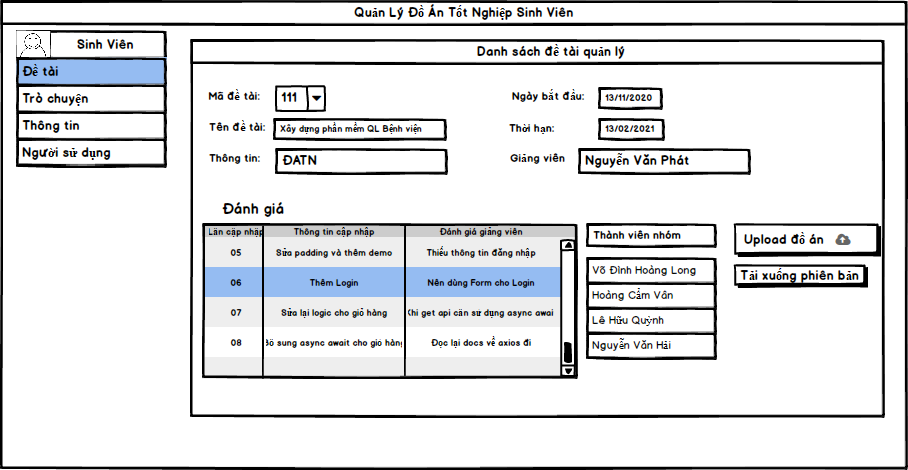 Quản Lý Đồ Án Tốt Nghiệp Sinh Viên
Sinh Viên
Đề tài
Trò chuyện
Thông tin
Người sử dụng
Danh sách đề tài quản lý
Mã đề tài: 111 Ngày bắt đầu: 13/11/2020
Tên đề tài: Xây dựng phần mềm QL Bệnh viện Thời hạn: 13/02/2021
Thông tin: ĐATN Giảng viên Nguyễn Văn Phát
Đánh giá
Lần cập nhập Thông tin cập nhập Đánh giá giảng viên
05 Sửa padding và thêm demo Thiếu thông tin đăng nhập
06 Thêm Login Nên dùng Form cho Login
07 Sửa lại logic cho giỏ hàng Khi get api cần sử dụng async awai
08 Bổ sung async await cho giỏ hàng Đọc lại docs về axios đi
Thành viên nhóm
Võ Đình Hoàng Long
Hoàng Cẩm Vân
Lê Hữu Quỳnh
Nguyễn Văn Hải
Upload đồ án
Tải xuống phiên bản